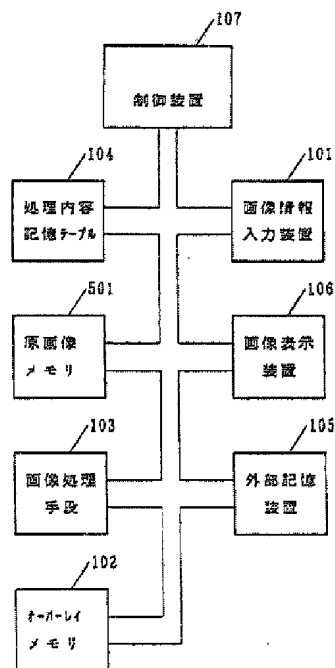 107
制御装置
104
処理内容
記憶テーブル
101
画像情報
入力装置
501
原画像
メモリ
106
画像表示
装置
103
画像処理
手段
105
外部記憶
装置
102
オーバーレイ
メモリ